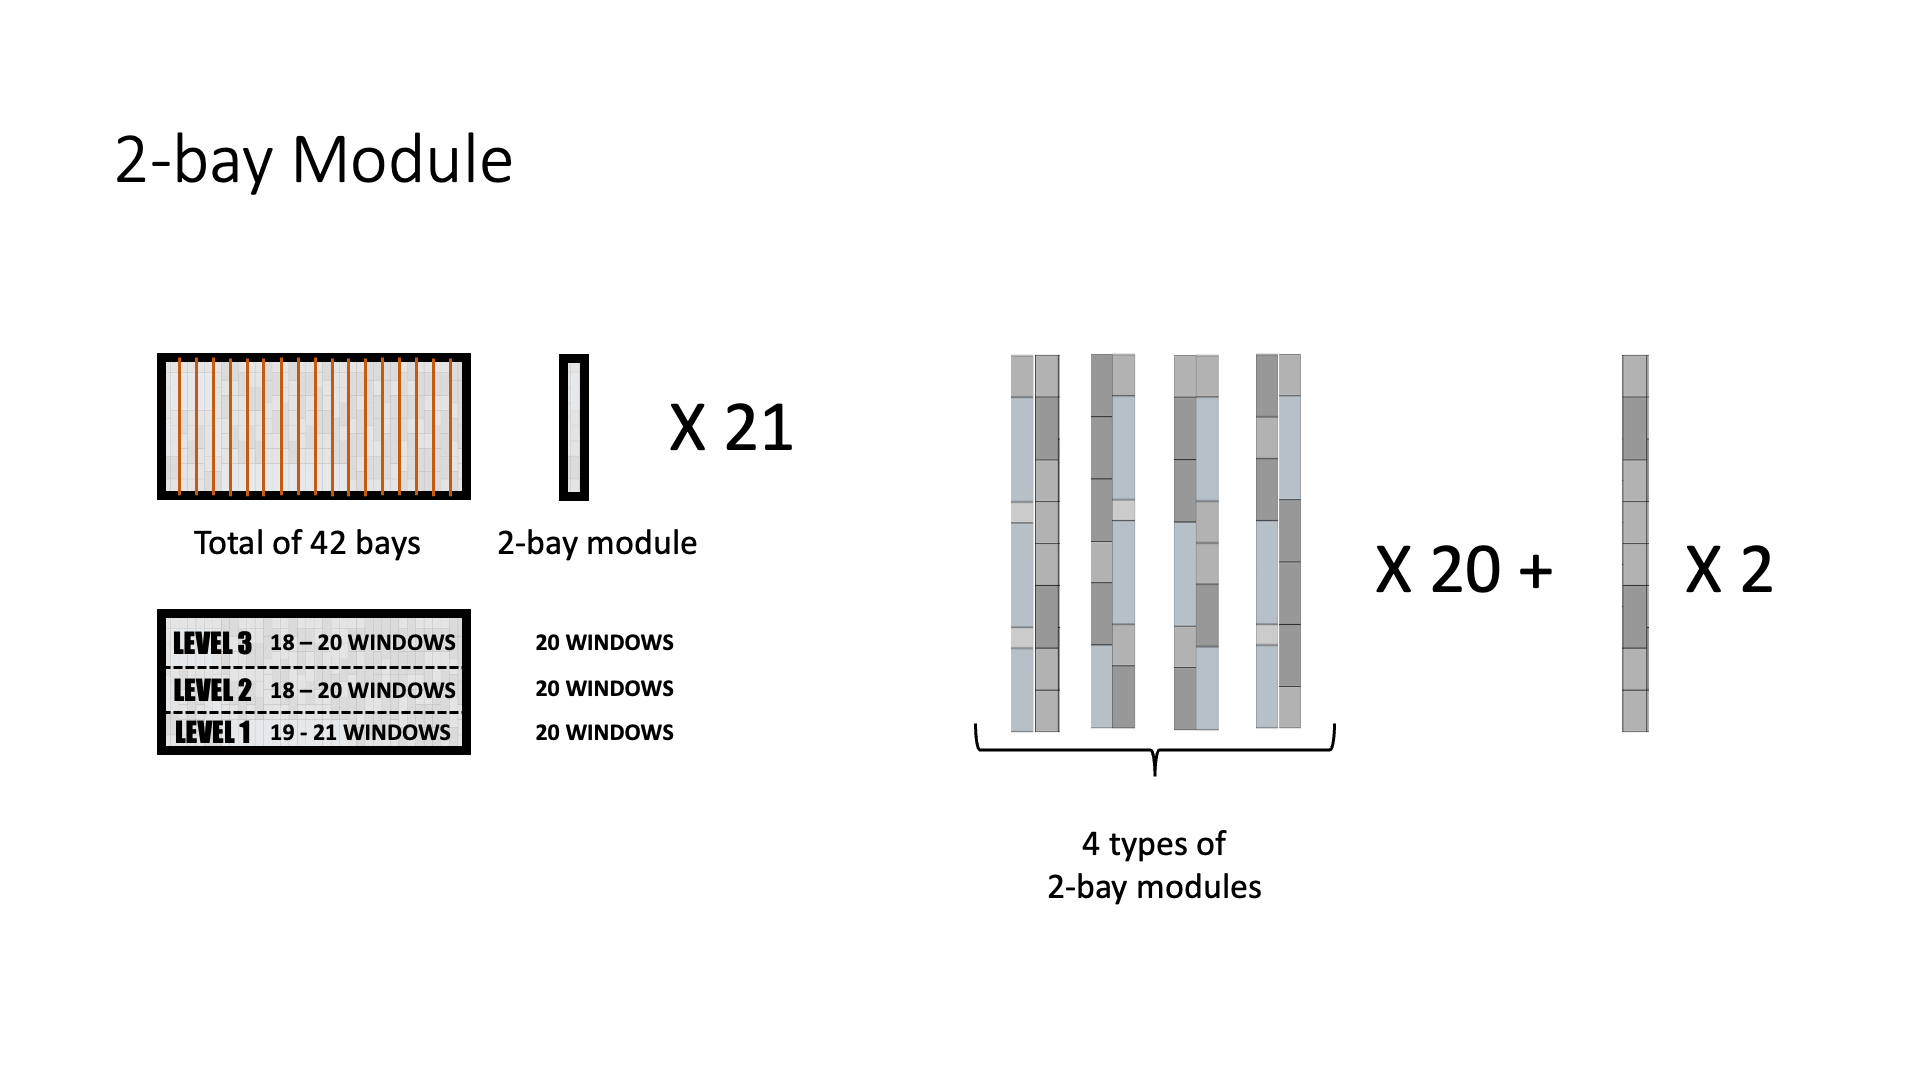 2-bay Module
X 21
Total of 42 bays
2-bay module
LEVEL 3 18 – 20 WINDOWS
20 WINDOWS
LEVEL 2 18 – 20 WINDOWS
20 WINDOWS
LEVEL 1 19 - 21 WINDOWS
20 WINDOWS
X 20 +
X 2
4 types of
2-bay modules